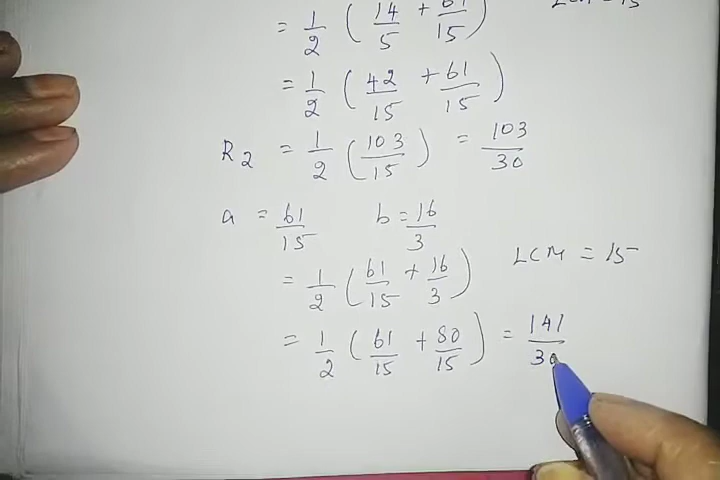 = 1/2 ( 14/5 + 61/15 ) LCM = 15
= 1/2 ( 42/15 + 61/15 )
R2 = 1/2 ( 103/15 ) = 103/30
a = 61/15 b = 16/3
= 1/2 ( 61/15 + 16/3 ) LCM = 15
= 1/2 ( 61/15 + 80/15 ) = 141/30